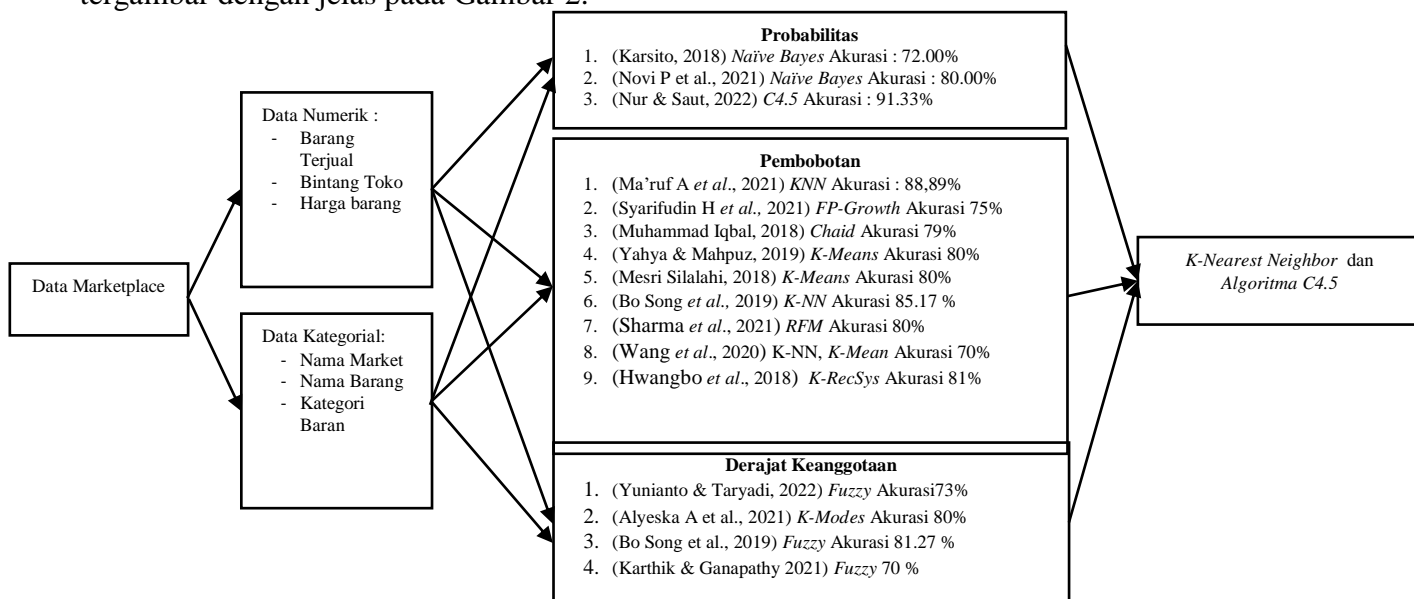 tergambar dengan jelas pada Gambar 2.
Data Marketplace
Data Numerik :
- Barang
Terjual
- Bintang Toko
- Harga barang
Data Kategorial:
- Nama Market
- Nama Barang
- Kategori
Baran
Probabilitas
1. (Karsito, 2018) Naïve Bayes Akurasi : 72.00%
2. (Novi P et al., 2021) Naïve Bayes Akurasi : 80.00%
3. (Nur & Saut, 2022) C4.5 Akurasi : 91.33%
Pembobotan
1. (Ma'ruf A et al., 2021) KNN Akurasi : 88,89%
2. (Syarifudin H et al., 2021) FP-Growth Akurasi 75%
3. (Muhammad Iqbal, 2018) Chaid Akurasi 79%
4. (Yahya & Mahpuz, 2019) K-Means Akurasi 80%
5. (Mesri Silalahi, 2018) K-Means Akurasi 80%
6. (Bo Song et al., 2019) K-NN Akurasi 85.17 %
7. (Sharma et al., 2021) RFM Akurasi 80%
8. (Wang et al., 2020) K-NN, K-Mean Akurasi 70%
9. (Hwangbo et al., 2018) K-RecSys Akurasi 81%
Derajat Keanggotaan
1. (Yunianto & Taryadi, 2022) Fuzzy Akurasi73%
2. (Alyeska A et al., 2021) K-Modes Akurasi 80%
3. (Bo Song et al., 2019) Fuzzy Akurasi 81.27 %
4. (Karthik & Ganapathy 2021) Fuzzy 70 %
K-Nearest Neighbor dan
Algoritma C4.5